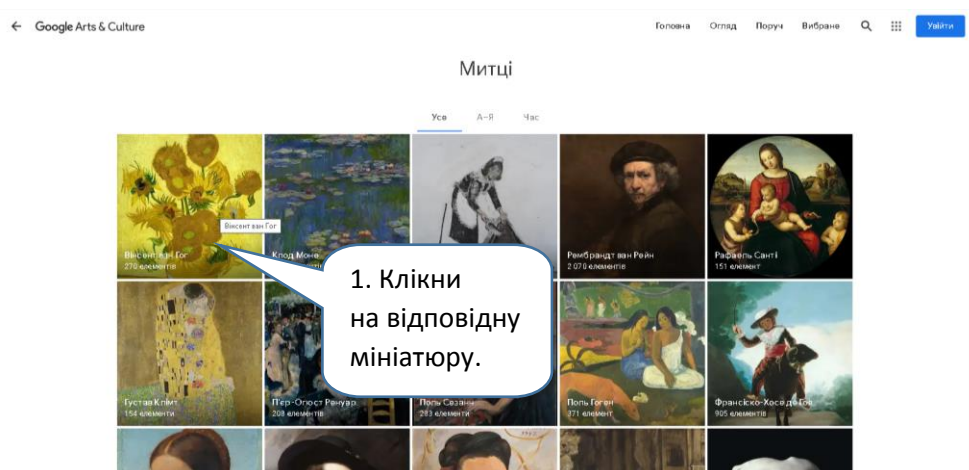 Google Arts & Culture
Головна Огляд Поруч Вибране
Увійти
Митці
Усе А–Я Час
Вінсент ван Гог
Вінсент ван Гог
270 елементів
Клод Моне
Рембрандт ван Рейн
2 070 елементів
Рафаель Санті
151 елемент
1. Клікни
на відповідну
мініатюру.
Густав Клімт
154 елементи
П'єр-Огюст Ренуар
208 елементів
Поль Сезанн
283 елементи
Поль Гоген
371 елемент
Франсіско-Хосе де Гоя
905 елементів